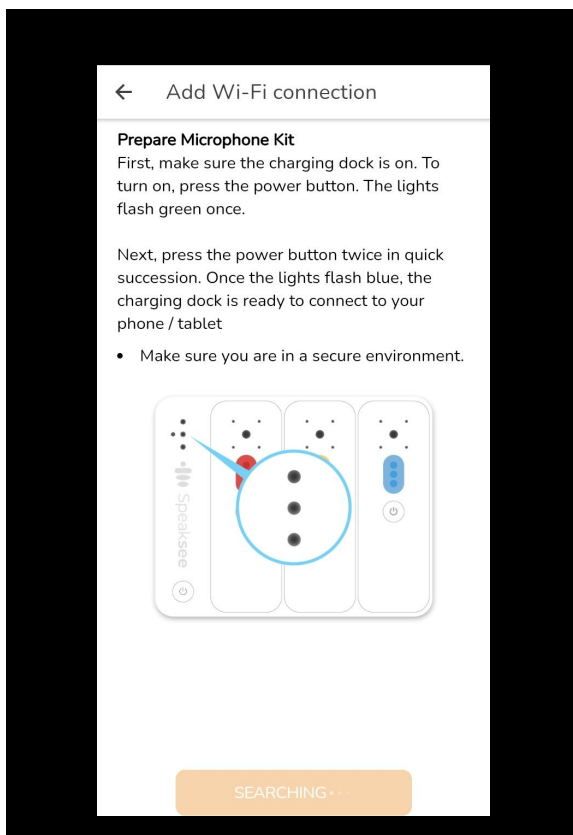 Add Wi-Fi connection
Prepare Microphone Kit
First, make sure the charging dock is on. To
turn on, press the power button. The lights
flash green once.
Next, press the power button twice in quick
succession. Once the lights flash blue, the
charging dock is ready to connect to your
phone / tablet
• Make sure you are in a secure environment.
Speaksee
SEARCHING···